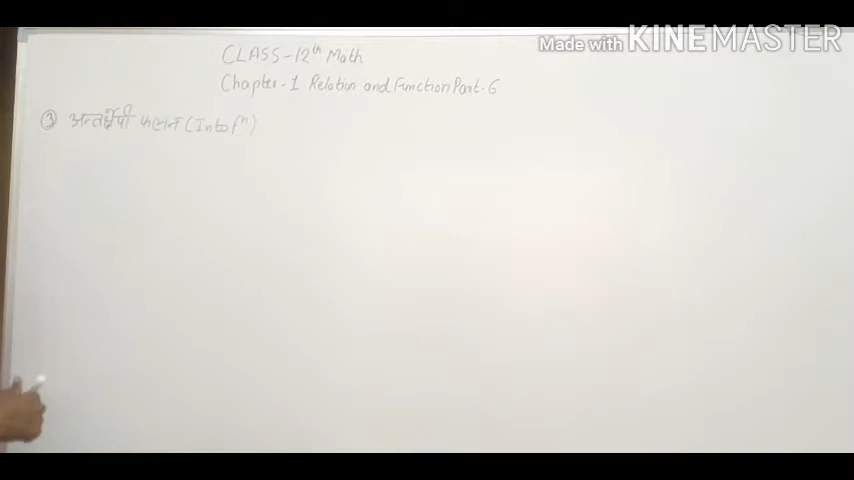 Made with KINEMASTER
CLASS-12th Math
Chapter-1 Relation and Function Part-6
③ अन्तर्क्षेपी फलन (Into fn)